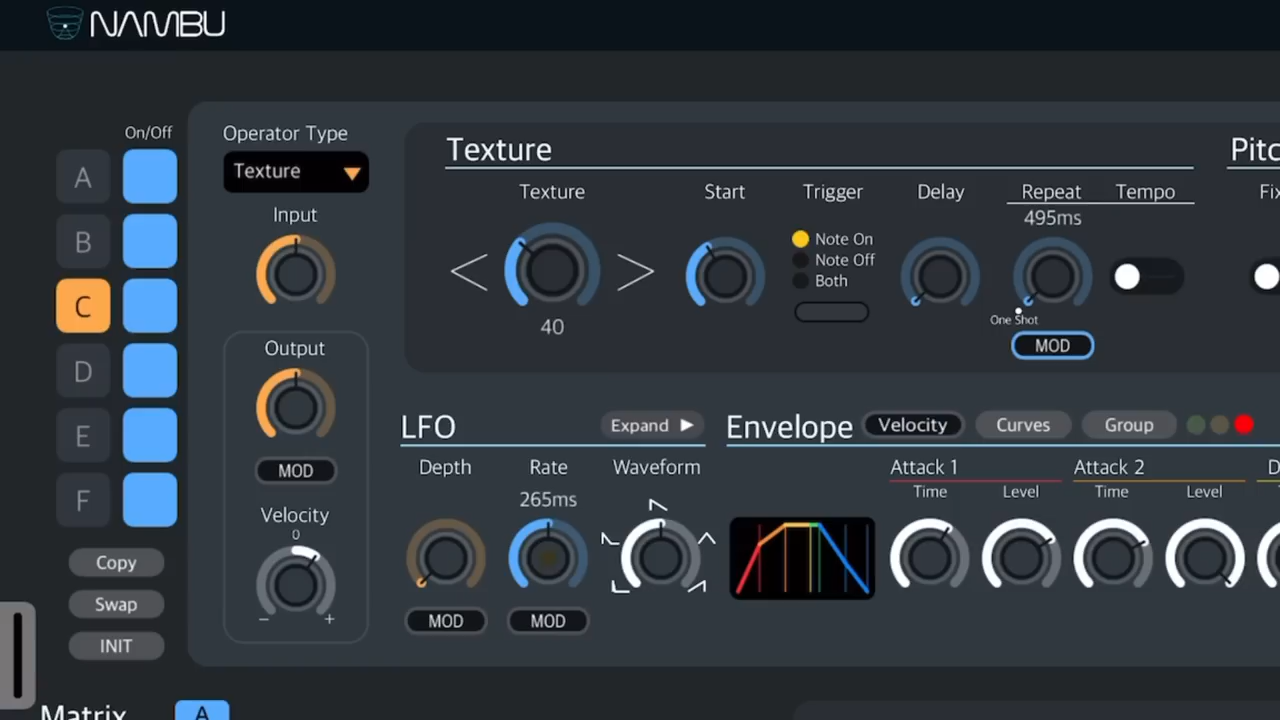 NAMBU
On/Off
A
B
C
D
E
F
Copy
Swap
INIT
Operator Type
Texture
Input
Output
MOD
Velocity
0
− +
Texture
Texture
40
Start
Trigger
Note On
Note Off
Both
Delay
Repeat
495ms
One Shot
MOD
Tempo
Pitc
Fix
LFO
Expand
Depth
MOD
Rate
265ms
MOD
Waveform
Envelope
Velocity
Curves
Group
Attack 1
Time Level
Attack 2
Time Level
D
Matrix
A